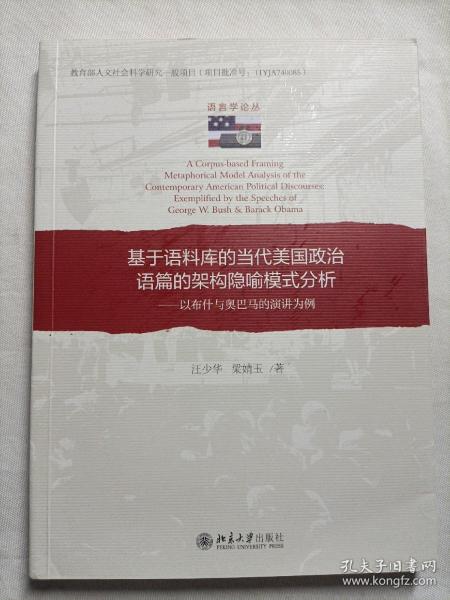 教育部人文社会科学研究一般项目（项目批准号：11YJA740085）
语言学论丛
A Corpus-based Framing
Metaphorical Model Analysis of the
Contemporary American Political Discourses:
Exemplified by the Speeches of
George W. Bush & Barack Obama
基于语料库的当代美国政治
语篇的架构隐喻模式分析
——以布什与奥巴马的演讲为例
汪少华 梁婧玉 /著
北京大学出版社
PEKING UNIVERSITY PRESS
孔夫子旧书网
www.kongfz.com